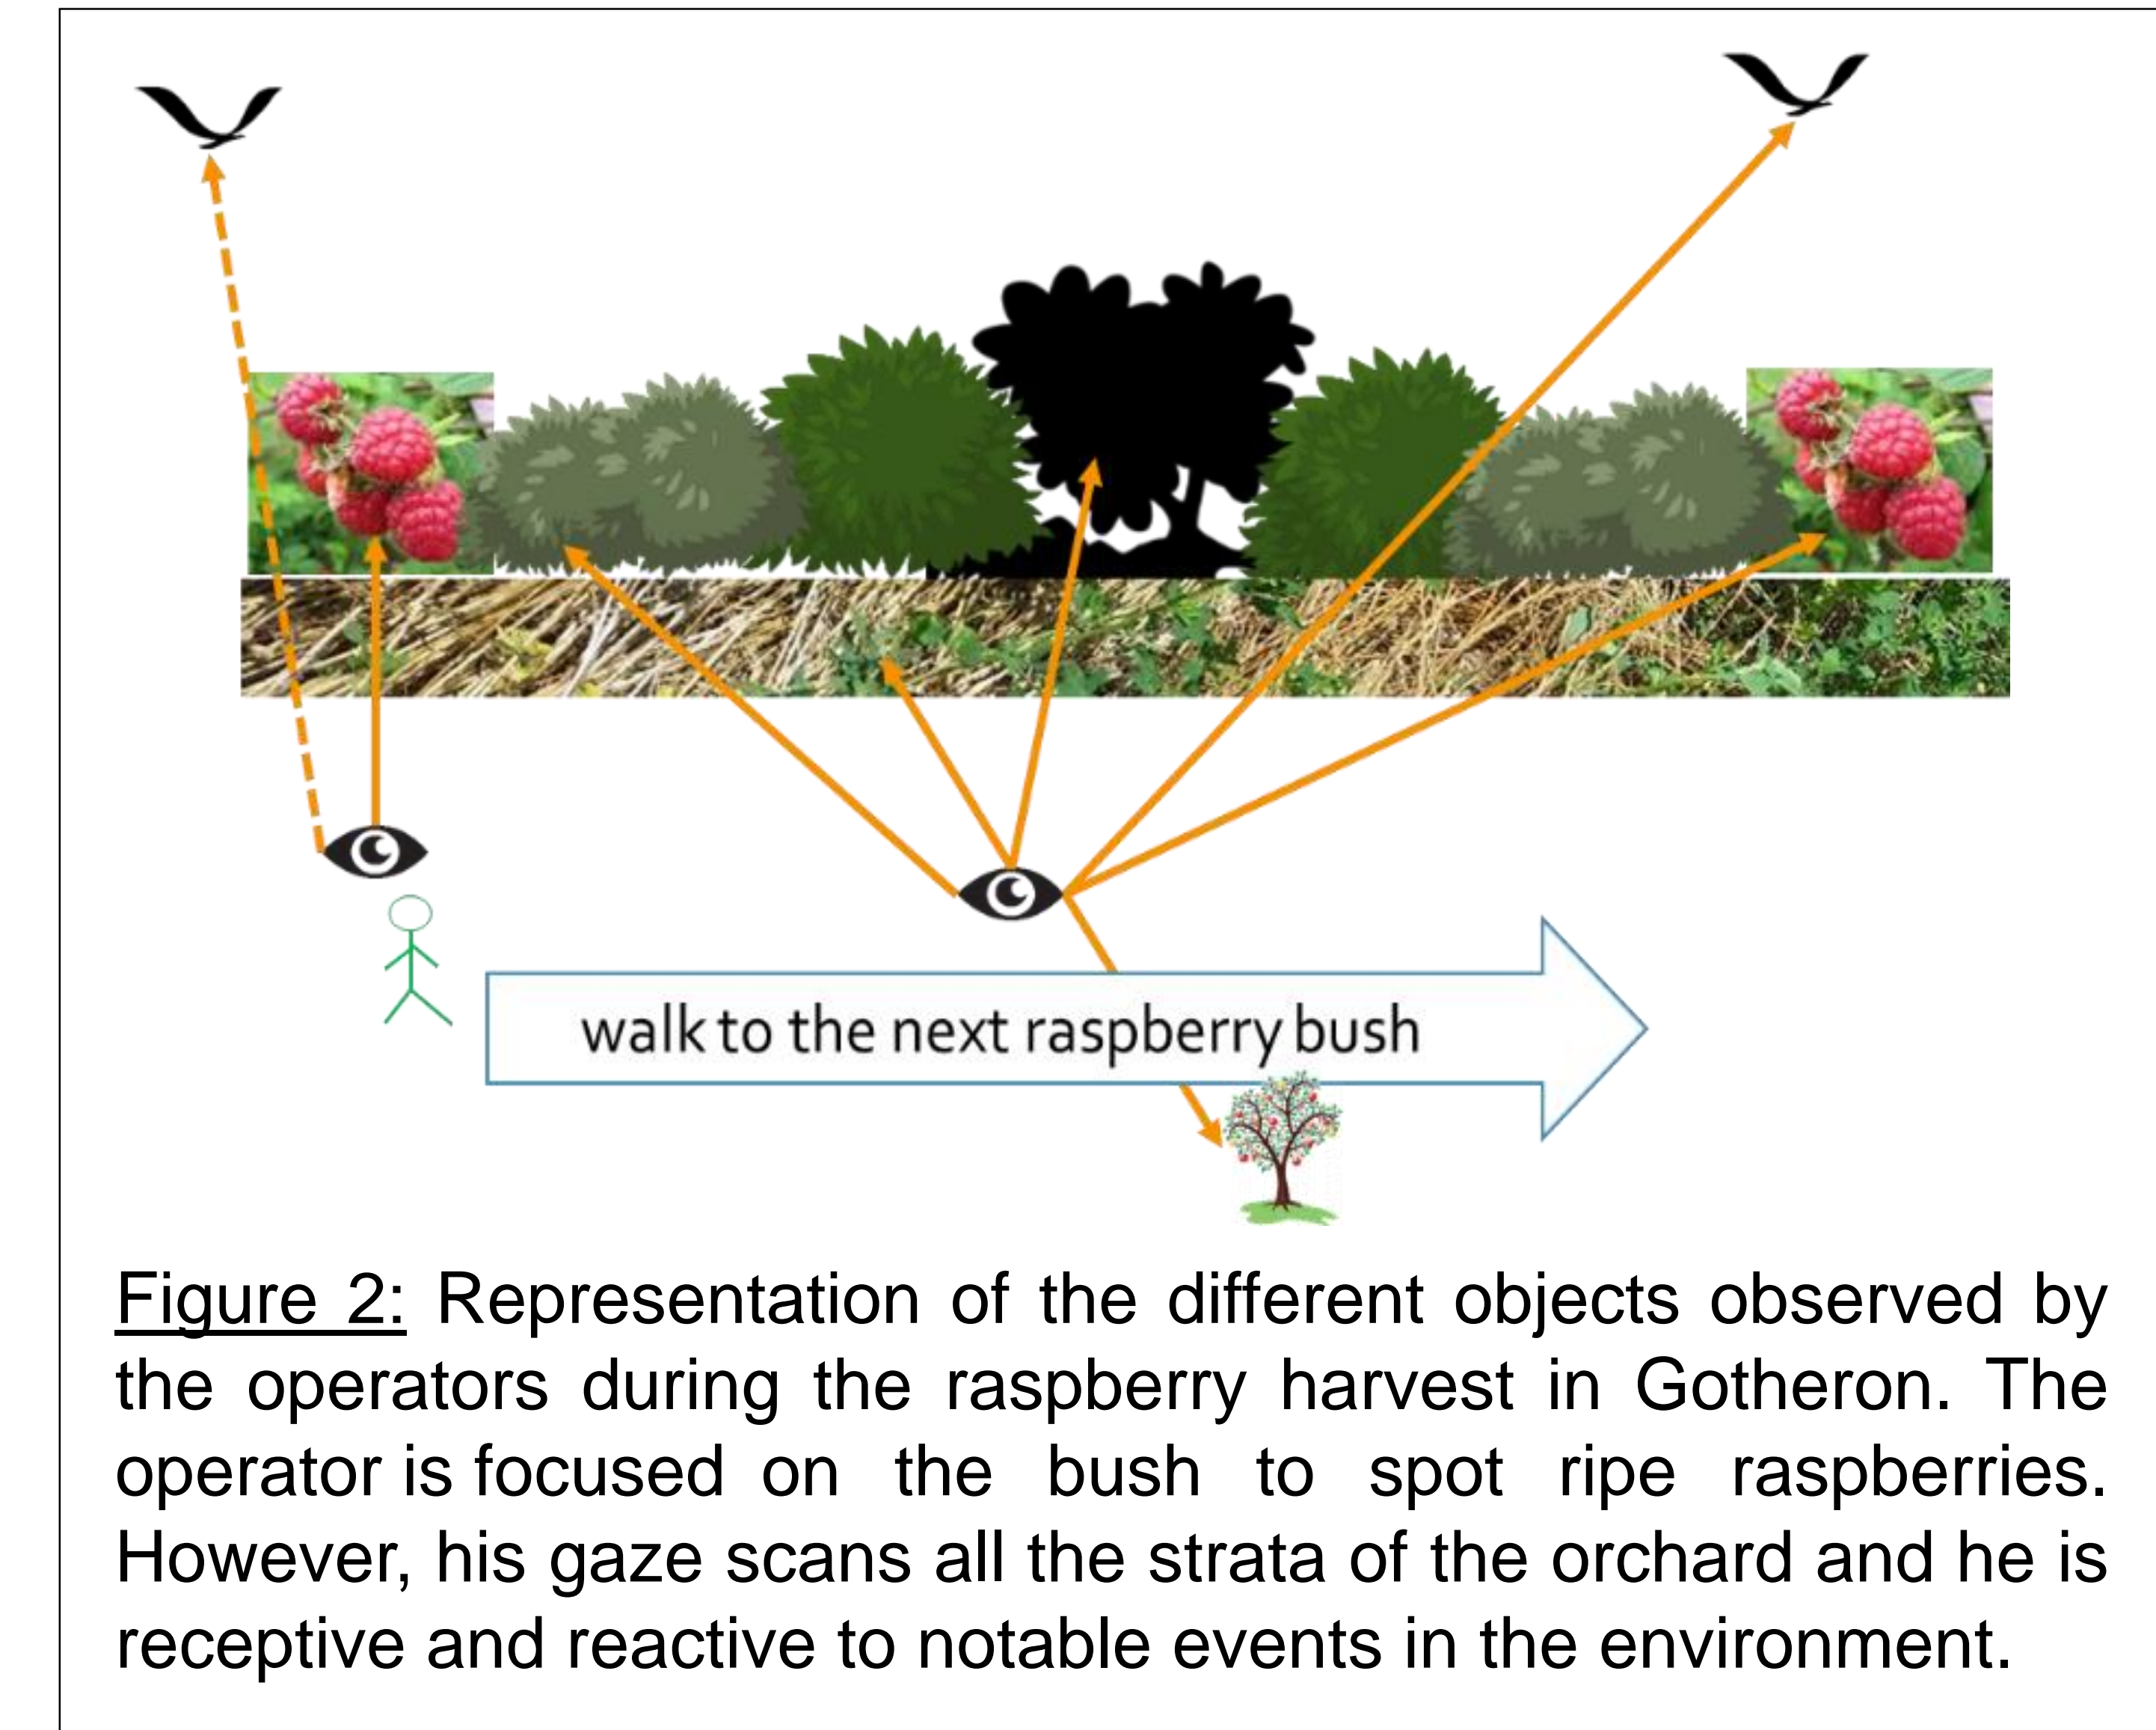 walk to the next raspberry bush
Figure 2: Representation of the different objects observed by
the operators during the raspberry harvest in Gotheron. The
operator is focused on the bush to spot ripe raspberries.
However, his gaze scans all the strata of the orchard and he is
receptive and reactive to notable events in the environment.